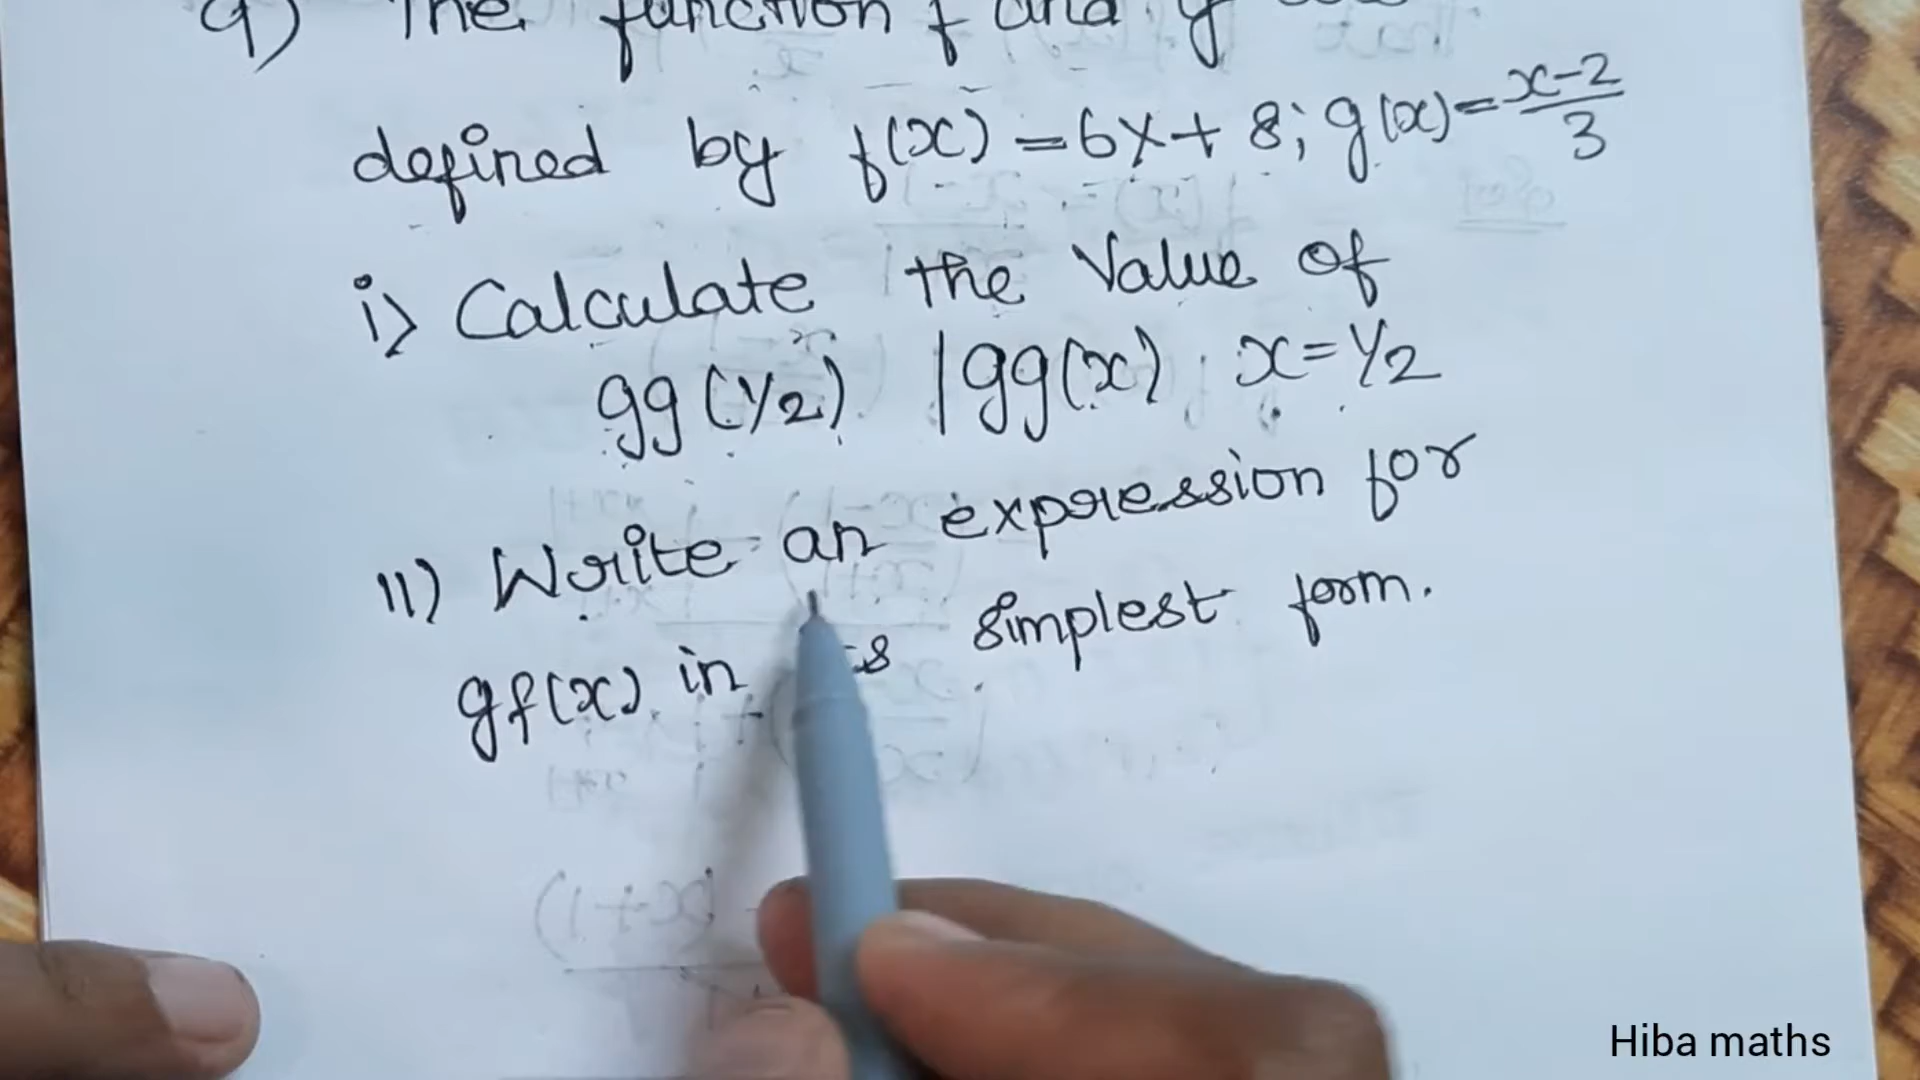 9) The function f and g
defined by f(x) = 6x + 8; g(x) = x-2/3
i) Calculate the Value of
gg(1/2) | gg(x), x = 1/2
II) Write an expression for
gf(x) in simplest form.
Hiba maths